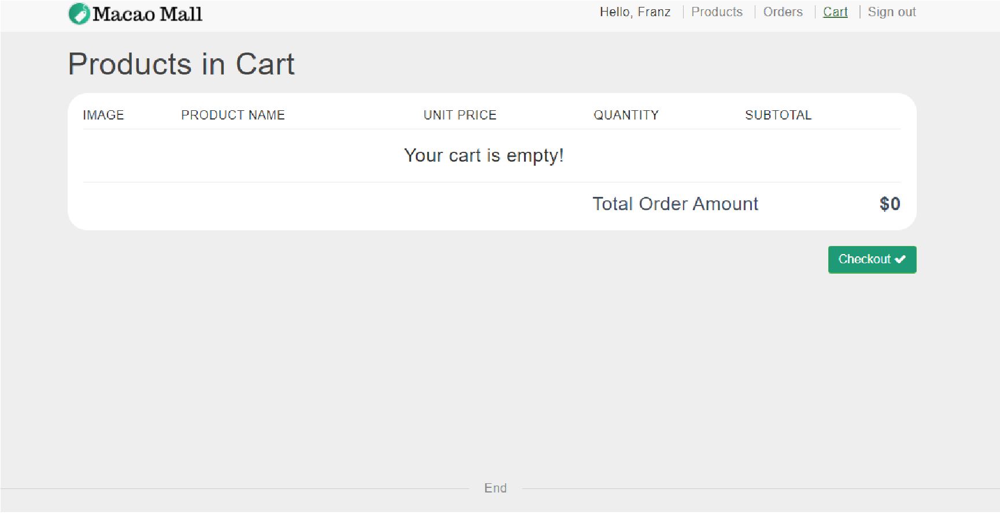 Macao Mall
Hello, Franz Products Orders Cart Sign out
Products in Cart
IMAGE PRODUCT NAME UNIT PRICE QUANTITY SUBTOTAL
Your cart is empty!
Total Order Amount $0
Checkout
End